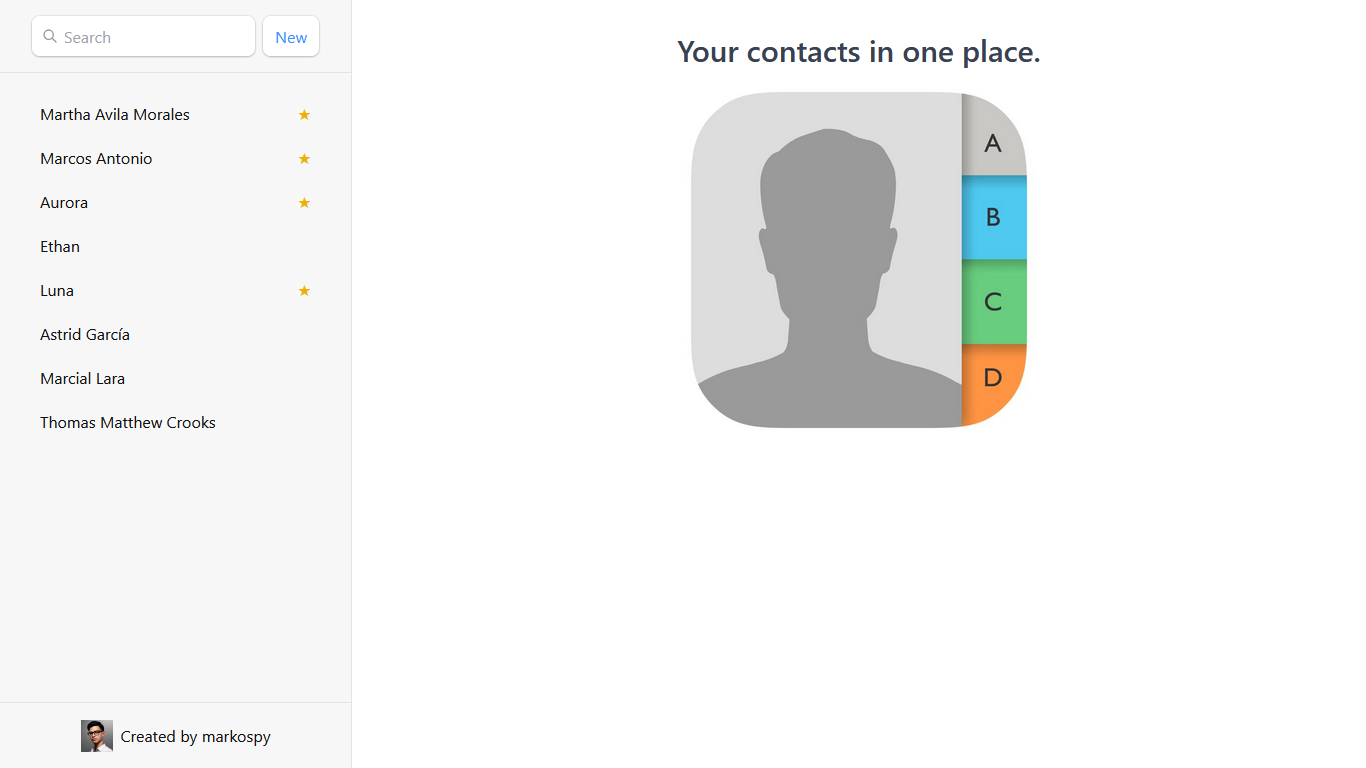 Search
New
Martha Avila Morales ★
Marcos Antonio ★
Aurora ★
Ethan
Luna ★
Astrid García
Marcial Lara
Thomas Matthew Crooks
Created by markospy
Your contacts in one place.
A
B
C
D